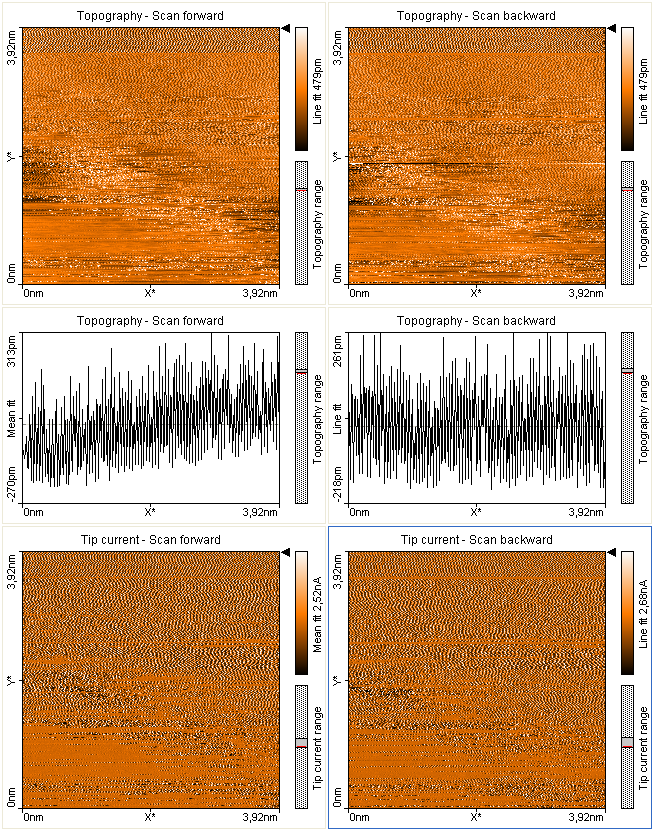 Topography - Scan forward
3,92nm
Y*
0nm
0nm
X*
3,92nm
Line fit 479pm
Topography range
Topography - Scan backward
3,92nm
Y*
0nm
0nm
X*
3,92nm
Line fit 479pm
Topography range
Topography - Scan forward
313pm
Mean fit
-270pm
0nm
X*
3,92nm
Topography range
Topography - Scan backward
261pm
Line fit
-218pm
0nm
X*
3,92nm
Topography range
Tip current - Scan forward
3,92nm
Y*
0nm
0nm
X*
3,92nm
Mean fit 2,52nA
Tip current range
Tip current - Scan backward
3,92nm
Y*
0nm
0nm
X*
3,92nm
Line fit 2,68nA
Tip current range